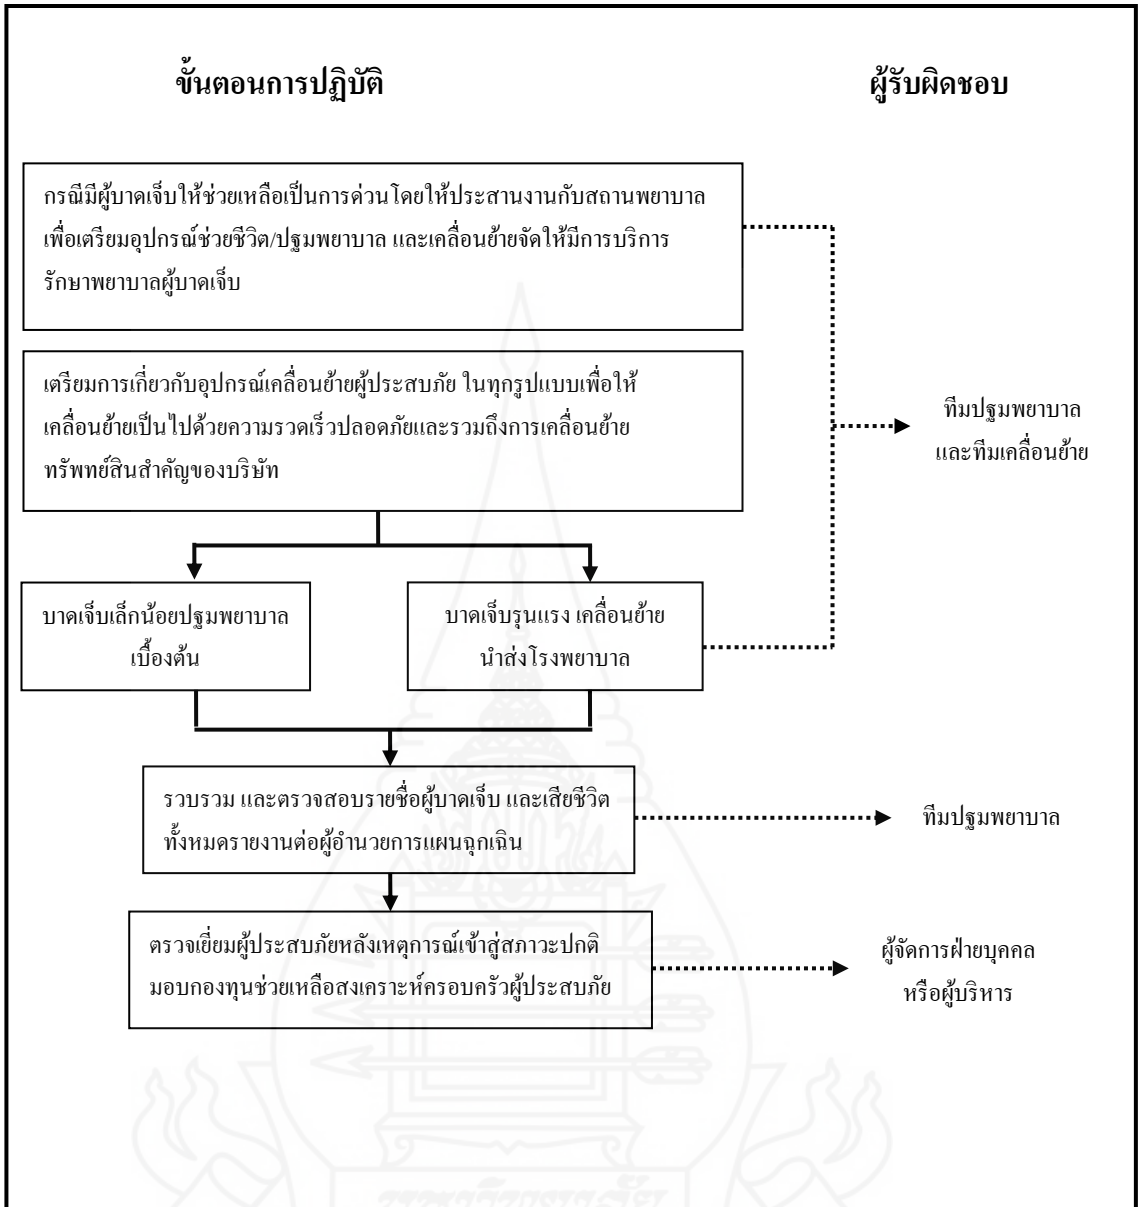 ขั้นตอนการปฏิบัติ
ผู้รับผิดชอบ
กรณีมีผู้บาดเจ็บให้ช่วยเหลือเป็นการด่วนโดยให้ประสานงานกับสถานพยาบาล
เพื่อเตรียมอุปกรณ์ช่วยชีวิต/ปฐมพยาบาล และเคลื่อนย้ายจัดให้มีการบริการ
รักษาพยาบาลผู้บาดเจ็บ
เตรียมการเกี่ยวกับอุปกรณ์เคลื่อนย้ายผู้ประสบภัย ในทุกรูปแบบเพื่อให้
เคลื่อนย้ายเป็นไปด้วยความรวดเร็วปลอดภัยและรวมถึงการเคลื่อนย้าย
ทรัพทย์สินสำคัญของบริษัท
ทีมปฐมพยาบาล
และทีมเคลื่อนย้าย
บาดเจ็บเล็กน้อยปฐมพยาบาล
เบื้องต้น
บาดเจ็บรุนแรง เคลื่อนย้าย
นำส่งโรงพยาบาล
รวบรวม และตรวจสอบรายชื่อผู้บาดเจ็บ และเสียชีวิต
ทั้งหมดรายงานต่อผู้อำนวยการแผนฉุกเฉิน
ทีมปฐมพยาบาล
ตรวจเยี่ยมผู้ประสบภัยหลังเหตุการณ์เข้าสู่สภาวะปกติ
มอบกองทุนช่วยเหลือสงเคราะห์ครอบครัวผู้ประสบภัย
ผู้จัดการฝ่ายบุคคล
หรือผู้บริหาร